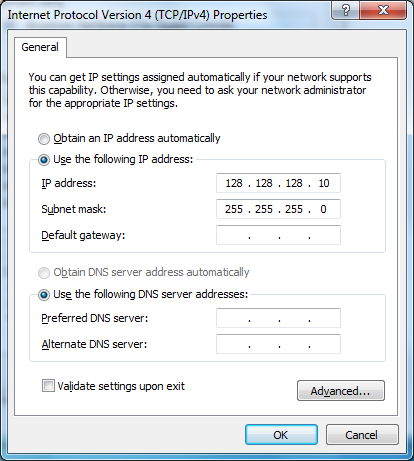 Internet Protocol Version 4 (TCP/IPv4) Properties
General
You can get IP settings assigned automatically if your network supports
this capability. Otherwise, you need to ask your network administrator
for the appropriate IP settings.
Obtain an IP address automatically
Use the following IP address:
IP address: 128 . 128 . 128 . 10
Subnet mask: 255 . 255 . 255 . 0
Default gateway: . . .
Obtain DNS server address automatically
Use the following DNS server addresses:
Preferred DNS server: . . .
Alternate DNS server: . . .
Validate settings upon exit
Advanced...
OK Cancel